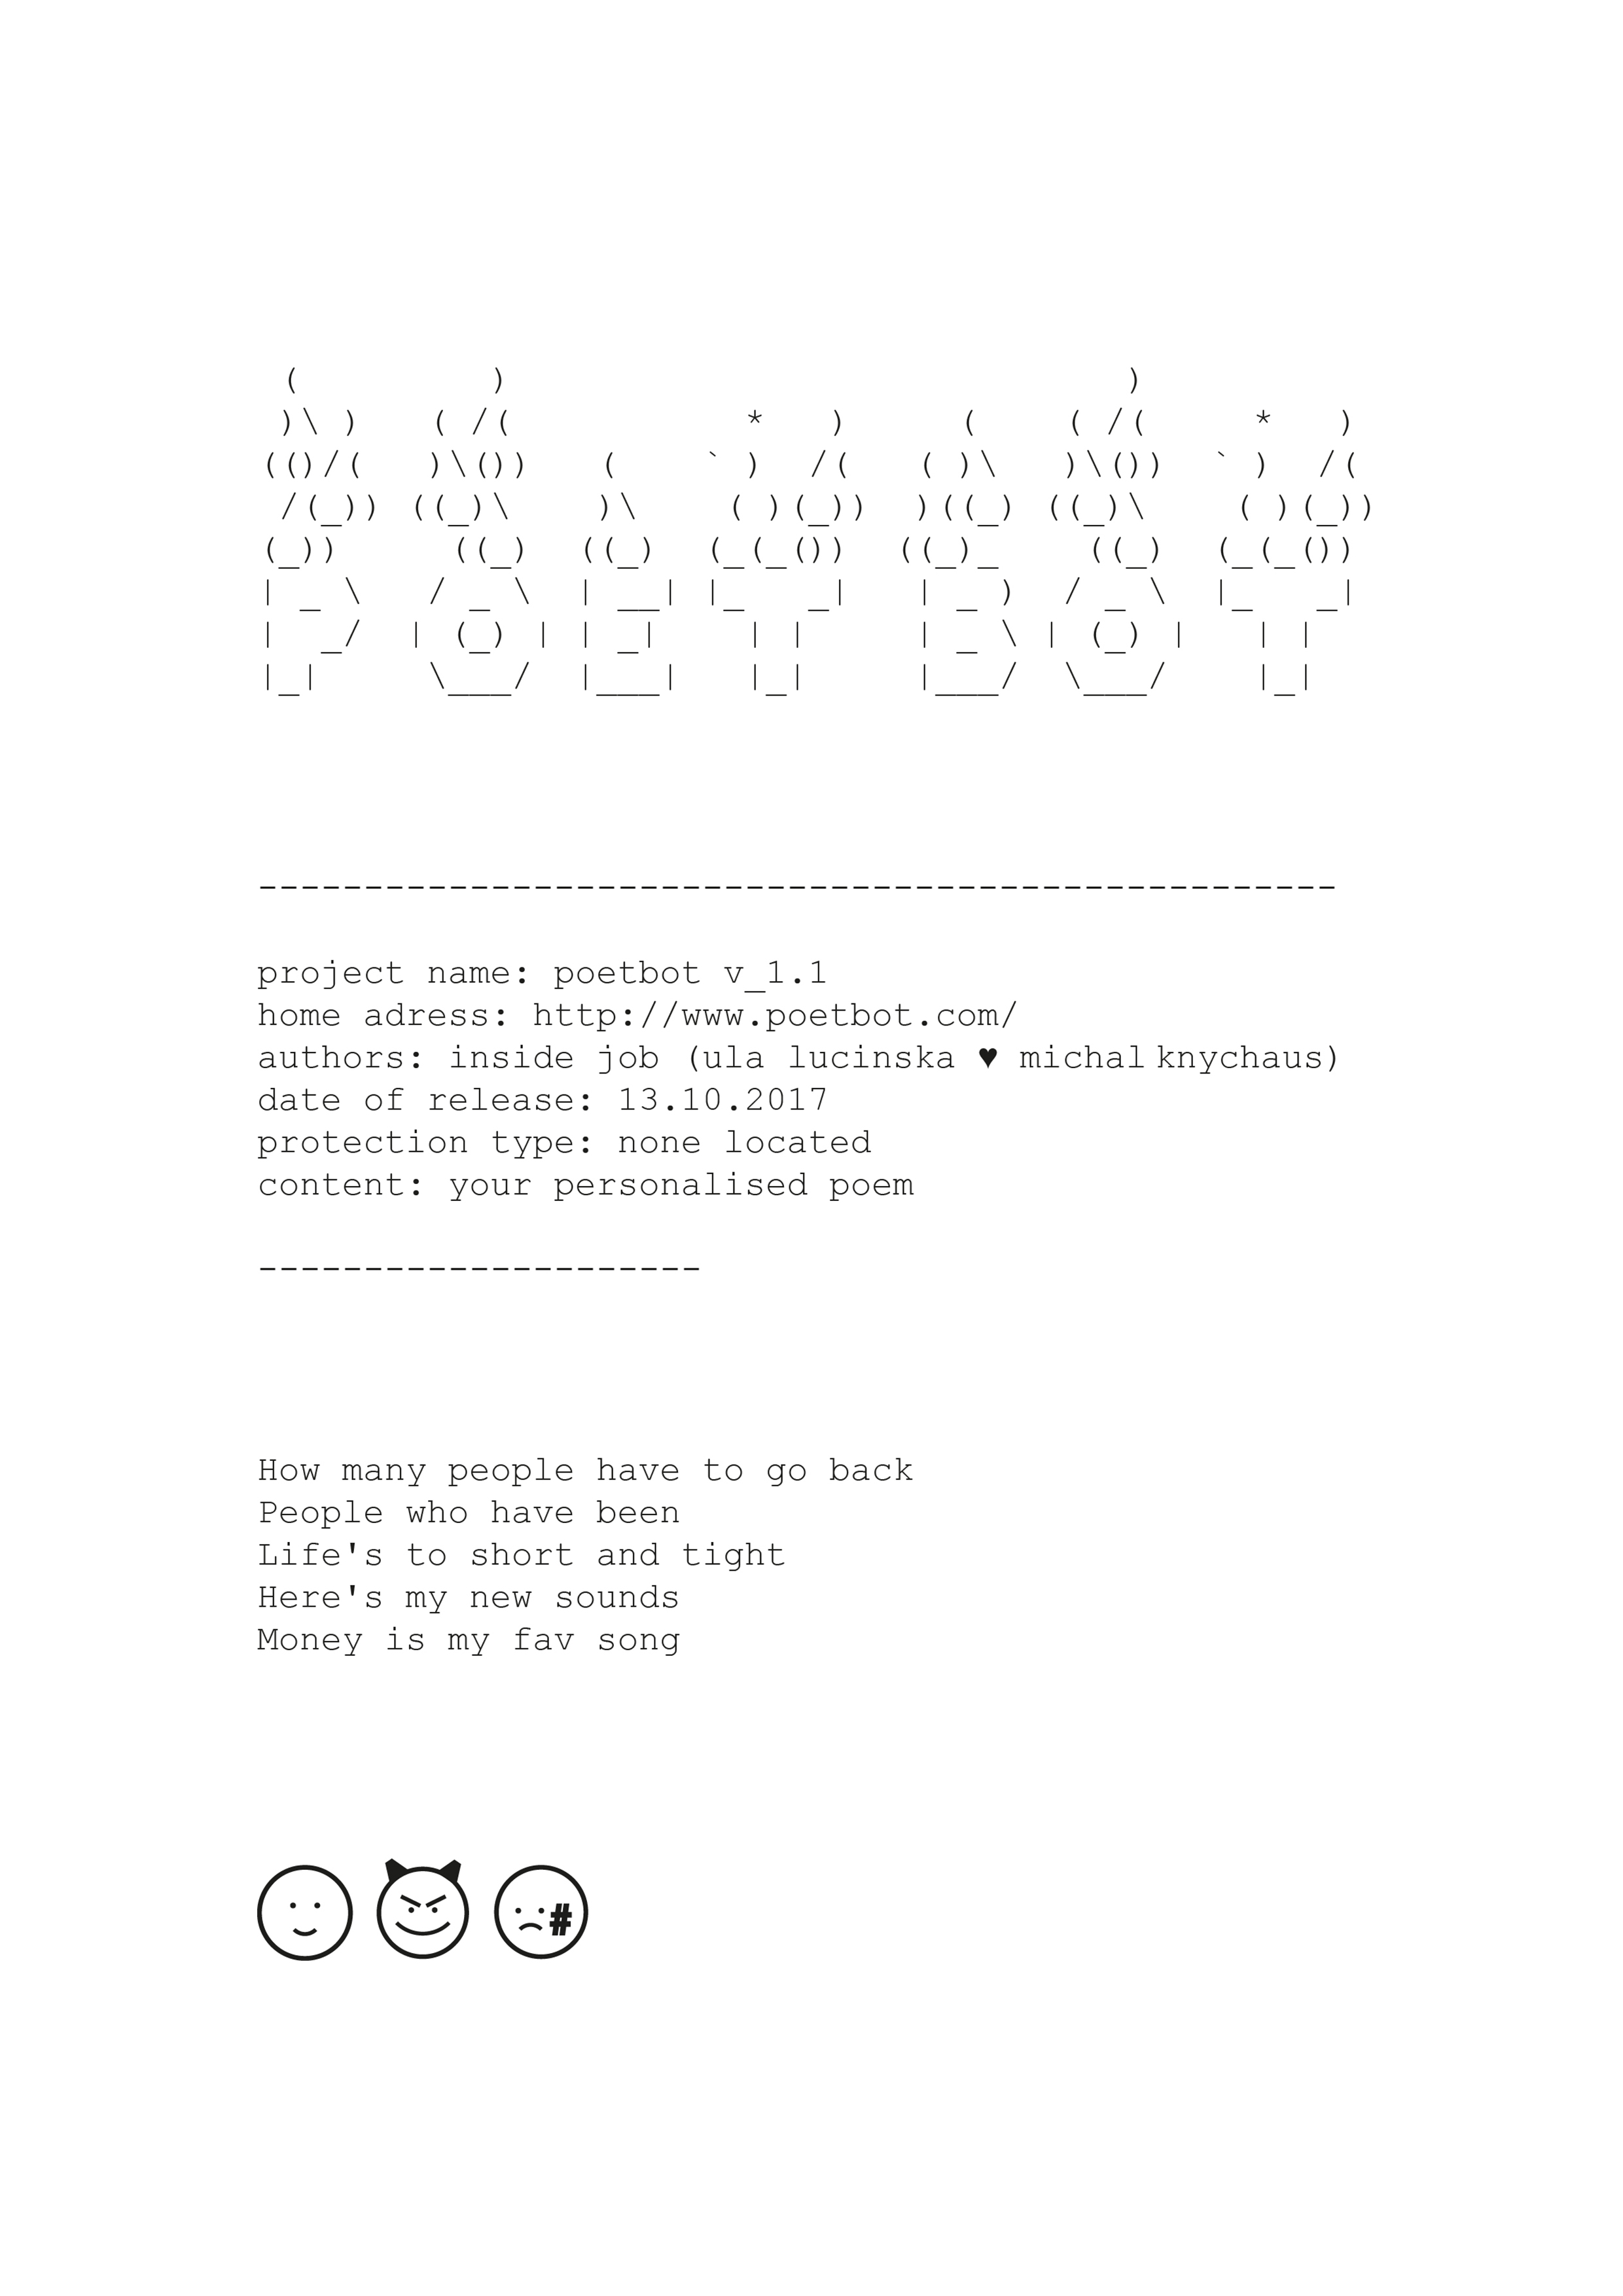 POET BOT
---------------------------------------------------
project name: poetbot v_1.1
home adress: http://www.poetbot.com/
authors: inside job (ula lucinska ♥ michal knychaus)
date of release: 13.10.2017
protection type: none located
content: your personalised poem
---------------------
How many people have to go back
People who have been
Life's to short and tight
Here's my new sounds
Money is my fav song
#